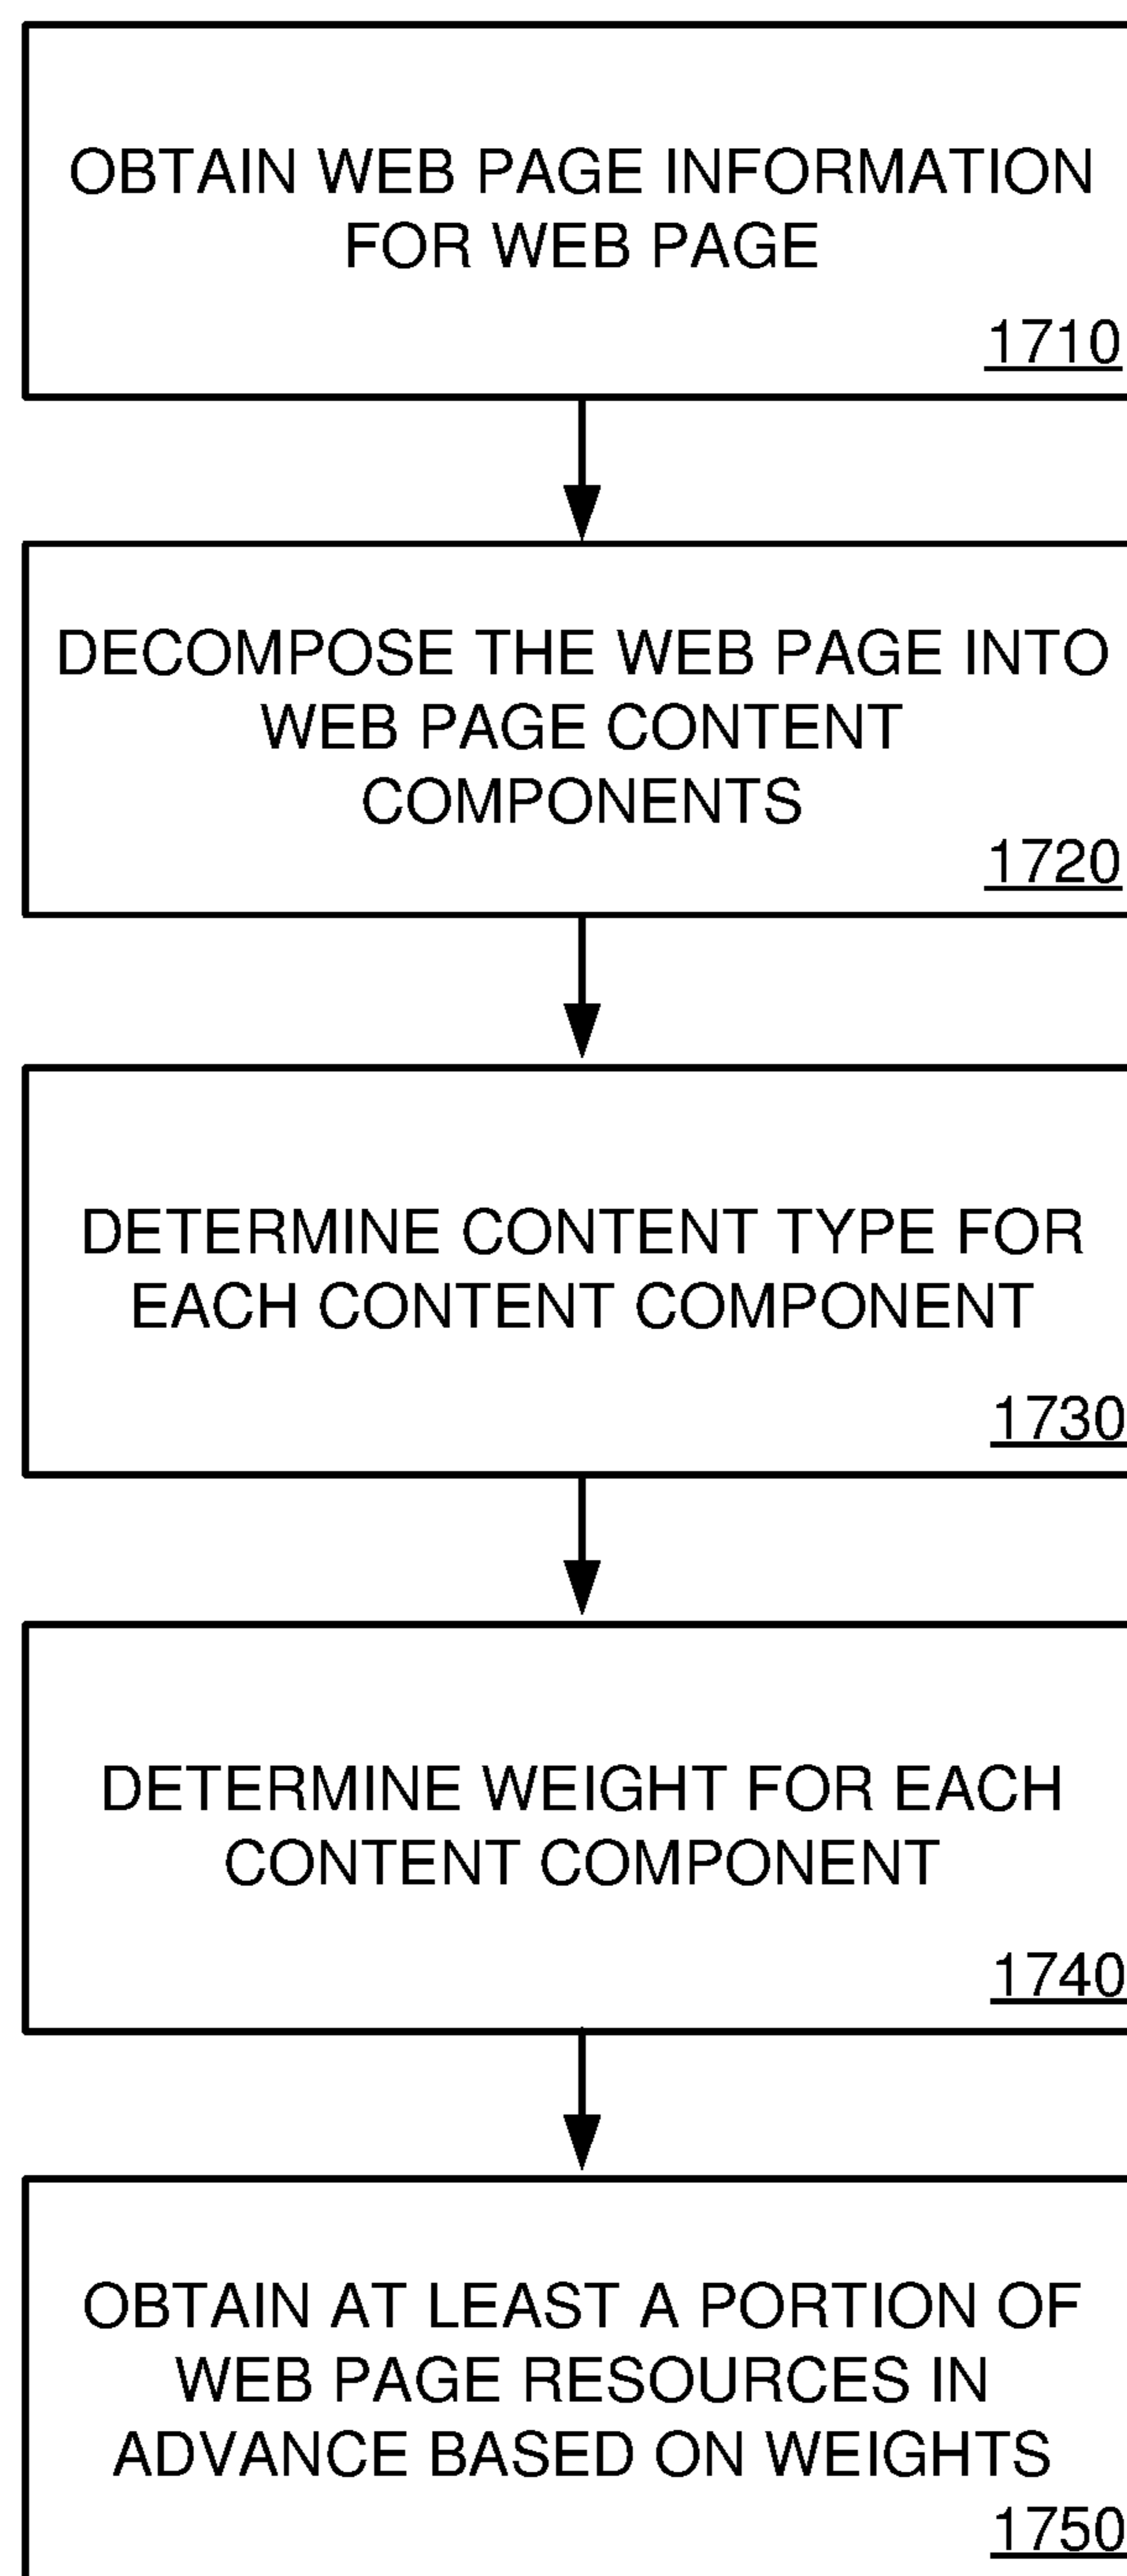 OBTAIN WEB PAGE INFORMATION
FOR WEB PAGE
1710
DECOMPOSE THE WEB PAGE INTO
WEB PAGE CONTENT
COMPONENTS
1720
DETERMINE CONTENT TYPE FOR
EACH CONTENT COMPONENT
1730
DETERMINE WEIGHT FOR EACH
CONTENT COMPONENT
1740
OBTAIN AT LEAST A PORTION OF
WEB PAGE RESOURCES IN
ADVANCE BASED ON WEIGHTS
1750